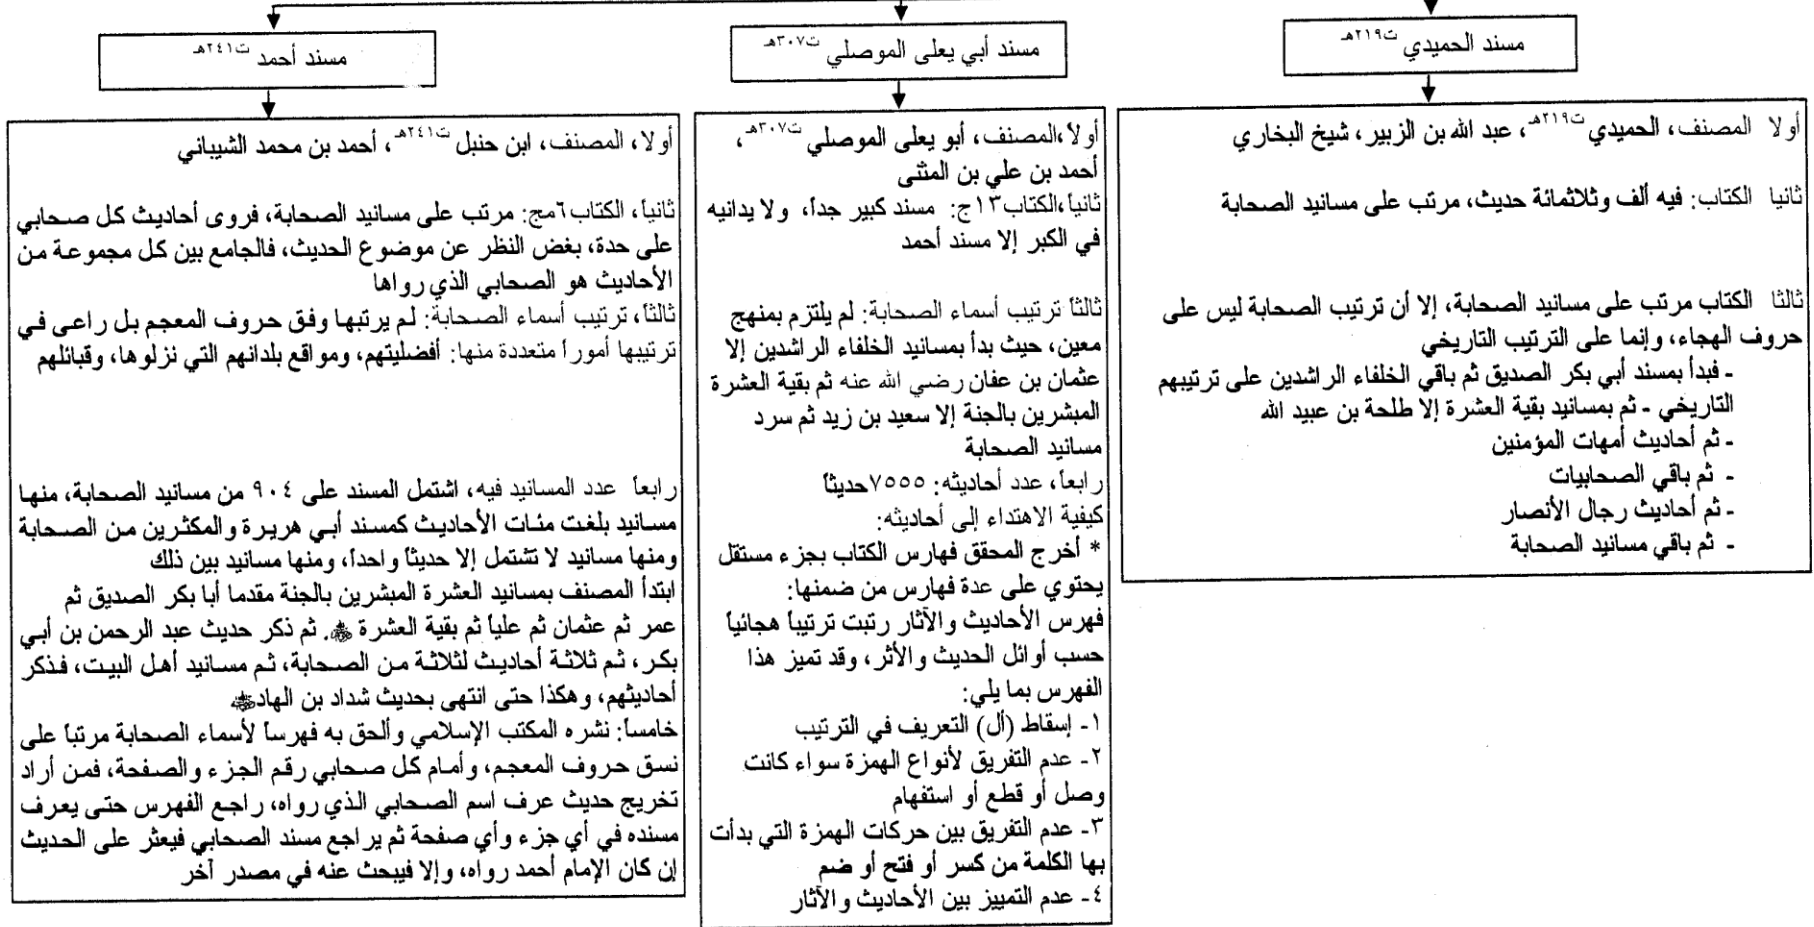 مسند الحميدي ت٢١٩هـ
أولا المصنف، الحميدي ت٢١٩هـ، عبد الله بن الزبير، شيخ البخاري
ثانيا الكتاب: فيه ألف وثلاثمائة حديث، مرتب على مسانيد الصحابة
ثالثا الكتاب مرتب على مسانيد الصحابة، إلا أن ترتيب الصحابة ليس على
حروف الهجاء، وإنما على الترتيب التاريخي
- فبدأ بمسند أبي بكر الصديق ثم باقي الخلفاء الراشدين على ترتيبهم
التاريخي - ثم بمسانيد بقية العشرة إلا طلحة بن عبيد الله
- ثم أحاديث أمهات المؤمنين
- ثم باقي الصحابيات
- ثم أحاديث رجال الأنصار
- ثم باقي مسانيد الصحابة
مسند أبي يعلى الموصلي ت٣٠٧هـ
أولاً،المصنف، أبو يعلى الموصلي ت٣٠٧هـ،
أحمد بن علي بن المثنى
ثانياً،الكتاب١٣ج: مسند كبير جداً، ولا يدانيه
في الكبر إلا مسند أحمد
ثالثاً ترتيب أسماء الصحابة: لم يلتزم بمنهج
معين، حيث بدأ بمسانيد الخلفاء الراشدين إلا
عثمان بن عفان رضي الله عنه ثم بقية العشرة
المبشرين بالجنة إلا سعيد بن زيد ثم سرد
مسانيد الصحابة
رابعاً، عدد أحاديثه: ٧٥٥٥حديثاً
كيفية الاهتداء إلى أحاديثه:
* أخرج المحقق فهارس الكتاب بجزء مستقل
يحتوي على عدة فهارس من ضمنها:
فهرس الأحاديث والآثار رتبت ترتيباً هجائياً
حسب أوائل الحديث والأثر، وقد تميز هذا
الفهرس بما يلي:
١- إسقاط (أل) التعريف في الترتيب
٢- عدم التفريق لأنواع الهمزة سواء كانت
وصل أو قطع أو استفهام
٣- عدم التفريق بين حركات الهمزة التي بدأت
بها الكلمة من كسر أو فتح أو ضم
٤- عدم التمييز بين الأحاديث والآثار
مسند أحمد ت٢٤١هـ
أولا، المصنف، ابن حنبل ت٢٤١هـ، أحمد بن محمد الشيباني
ثانياً، الكتاب٦مج: مرتب على مسانيد الصحابة، فروى أحاديث كل صحابي
على حدة، بغض النظر عن موضوع الحديث، فالجامع بين كل مجموعة من
الأحاديث هو الصحابي الذي رواها
ثالثاً، ترتيب أسماء الصحابة: لم يرتبها وفق حروف المعجم بل راعى في
ترتيبها أموراً متعددة منها: أفضليتهم، ومواقع بلدانهم التي نزلوها، وقبائلهم
رابعاً عدد المسانيد فيه، اشتمل المسند على ٩٠٤ من مسانيد الصحابة، منها
مسانيد بلغت مئات الأحاديث كمسند أبي هريرة والمكثرين من الصحابة
ومنها مسانيد لا تشتمل إلا حديثاً واحداً، ومنها مسانيد بين ذلك
ابتدأ المصنف بمسانيد العشرة المبشرين بالجنة مقدما أبا بكر الصديق ثم
عمر ثم عثمان ثم علياً ثم بقية العشرة ﵃. ثم ذكر حديث عبد الرحمن بن أبي
بكر، ثم ثلاثة أحاديث لثلاثة من الصحابة، ثم مسانيد أهل البيت، فذكر
أحاديثهم، وهكذا حتى انتهى بحديث شداد بن الهاد﵁
خامساً: نشره المكتب الإسلامي وألحق به فهرساً لأسماء الصحابة مرتباً على
نسق حروف المعجم، وأمام كل صحابي رقم الجزء والصفحة، فمن أراد
تخريج حديث عرف اسم الصحابي الذي رواه، راجع الفهرس حتى يعرف
مسنده في أي جزء وأي صفحة ثم يراجع مسند الصحابي فيعثر على الحديث
إن كان الإمام أحمد رواه، وإلا فيبحث عنه في مصدر آخر